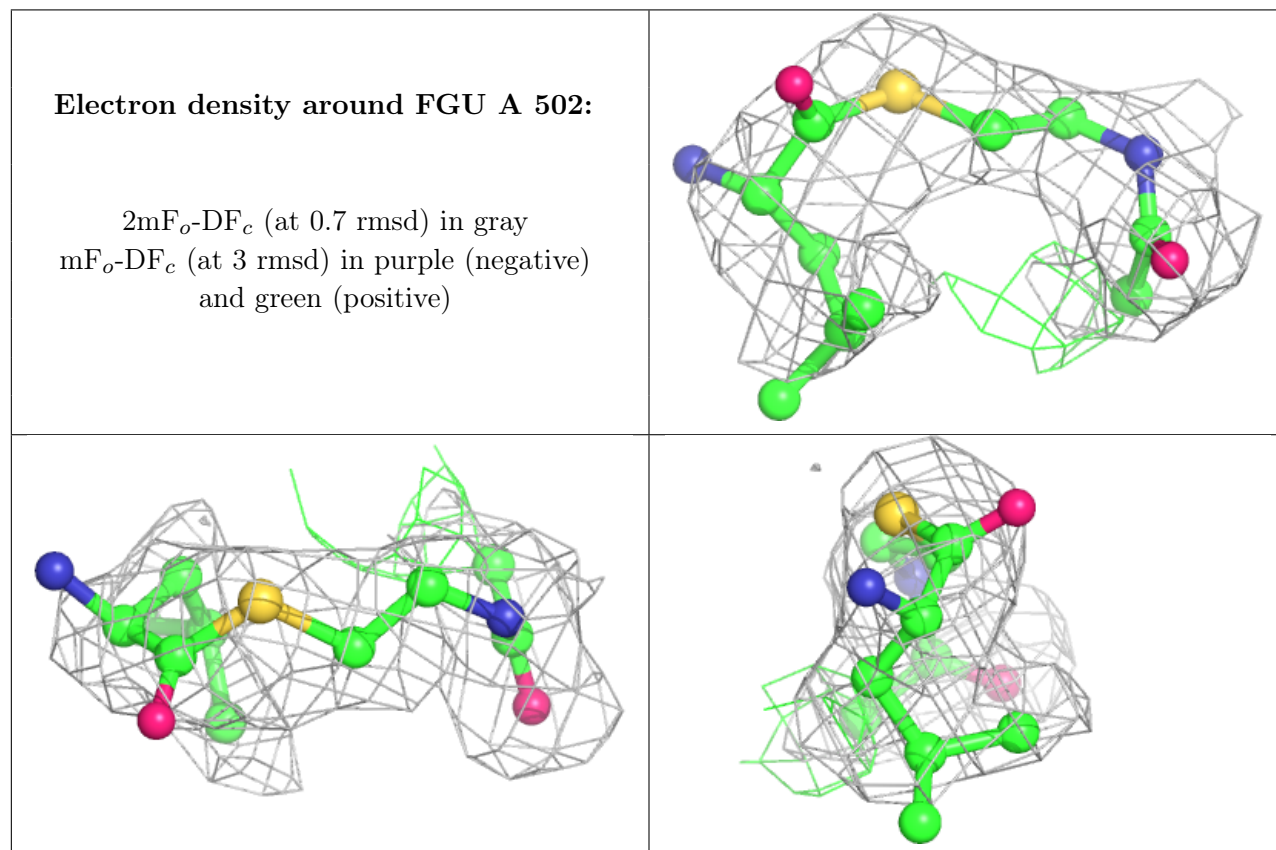 Electron density around FGU A 502:
2mFo-DFc (at 0.7 rmsd) in gray
mFo-DFc (at 3 rmsd) in purple (negative)
and green (positive)